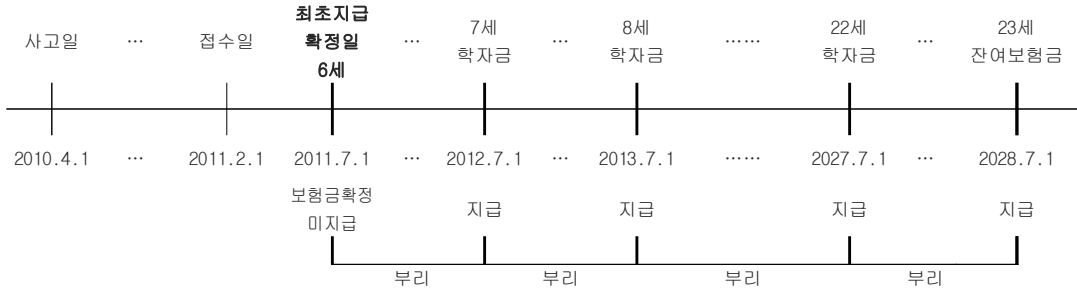 사고일 … 접수일 최초지급 확정일 6세 … 7세 학자금 … 8세 학자금 …… 22세 학자금 … 23세 잔여보험금
2010.4.1 … 2011.2.1 2011.7.1 … 2012.7.1 … 2013.7.1 …… 2027.7.1 … 2028.7.1
보험금확정 미지급 지급 지급 지급 지급
부리 부리 부리 부리